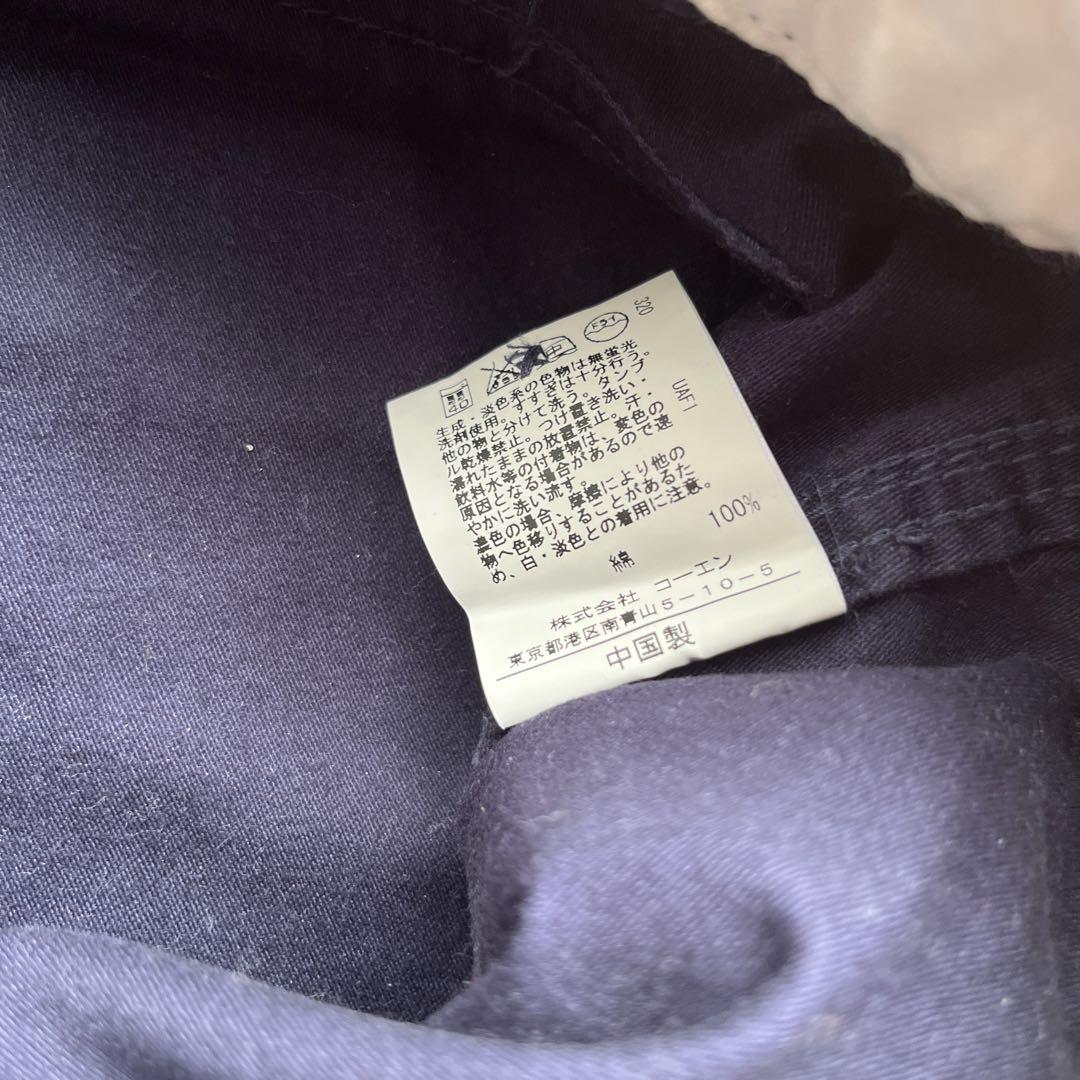 320
UAF1
40
中
ドライ
生成・淡色系の色物は無蛍光
洗剤使用。すすぎは十分行う。
他の物と分けて洗う。タンブ
ル乾燥禁止。つけ置き洗い・
濡れたままの放置禁止。汗・
飲料水等の付着物は、変色の
原因となる場合があるので速
やかに洗い流す。
濃色の場合、摩擦により他の
物へ色移りすることがあるた
め、白・淡色との着用に注意。
綿 100%
株式会社 コーエン
東京都港区南青山5-10-5
中国製